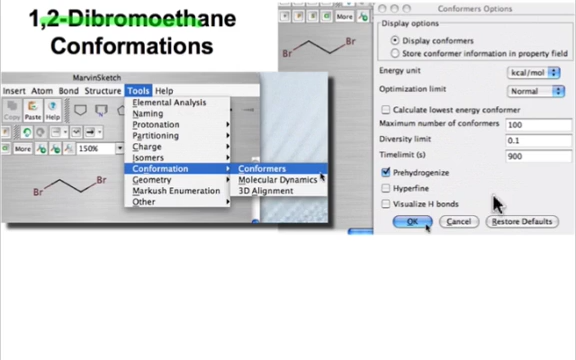 1,2-Dibromoethane
Conformations
MarvinSketch
Insert Atom Bond Structure Tools Help
Copy Paste Help
More 150%
Elemental Analysis
Naming
Protonation
Partitioning
Charge
Isomers
Conformation
Geometry
Markush Enumeration
Other
Conformers
Molecular Dynamics
3D Alignment
Br
Br
More
Br
Br
Conformers Options
Display options
Display conformers
Store conformer information in property field
Energy unit kcal/mol
Optimization limit Normal
Calculate lowest energy conformer
Maximum number of conformers 100
Diversity limit 0.1
Timelimit (s) 900
Prehydrogenize
Hyperfine
Visualize H bonds
OK Cancel Restore Defaults